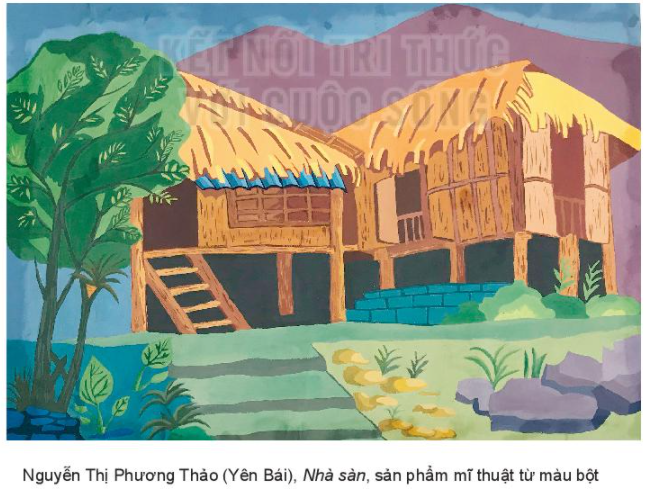 KẾT NỐI TRI THỨC
VỚI CUỘC SỐNG
Nguyễn Thị Phương Thảo (Yên Bái), Nhà sàn, sản phẩm mĩ thuật từ màu bột